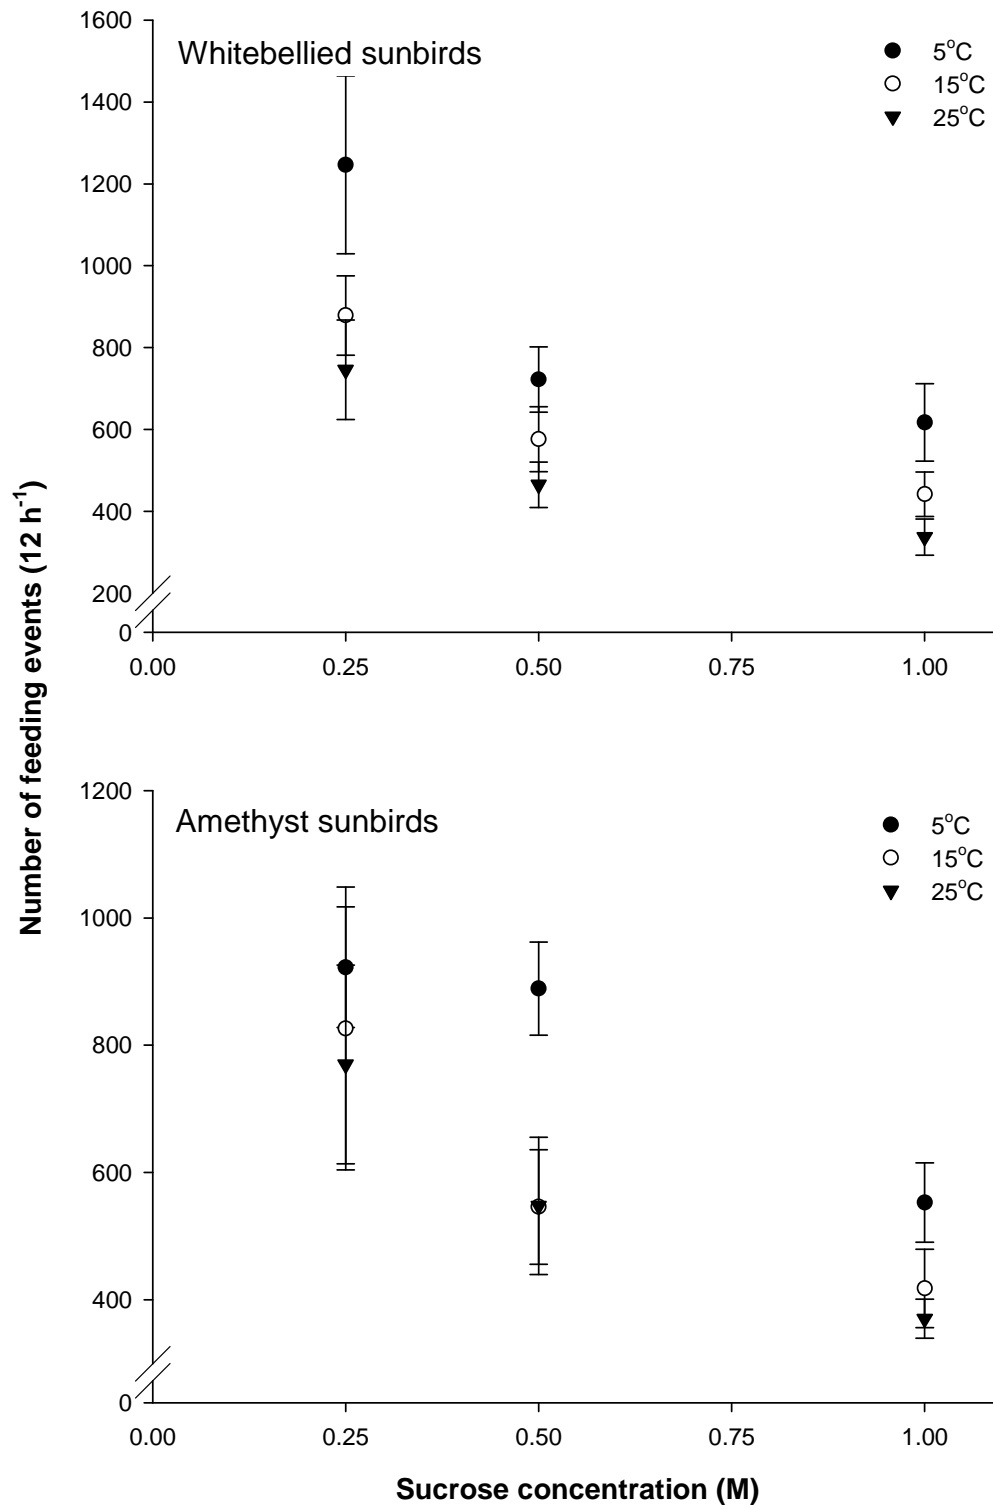 1600
Whitebellied sunbirds
5°C
15°C
25°C
1400
1200
1000
800
600
400
200
0
0.00 0.25 0.50 0.75 1.00
Number of feeding events (12 h⁻¹)
1200
Amethyst sunbirds
5°C
15°C
25°C
1000
800
600
400
0
0.00 0.25 0.50 0.75 1.00
Sucrose concentration (M)